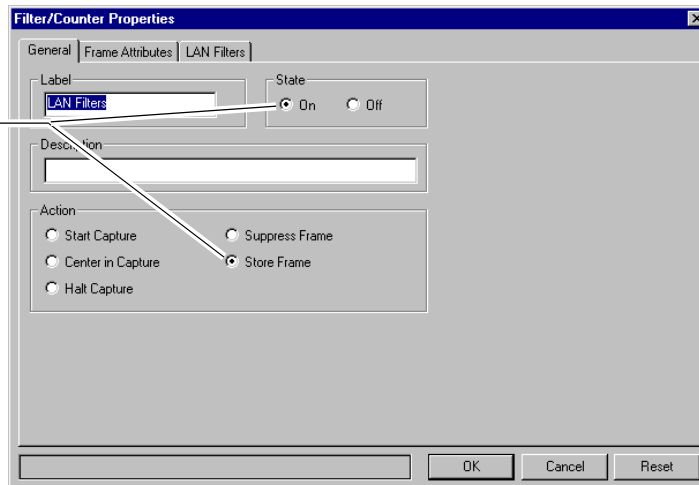 Filter/Counter Properties
General Frame Attributes LAN Filters
Label State
LAN Filters On Off
Description
Action
Start Capture Suppress Frame
Center in Capture Store Frame
Halt Capture
OK Cancel Reset